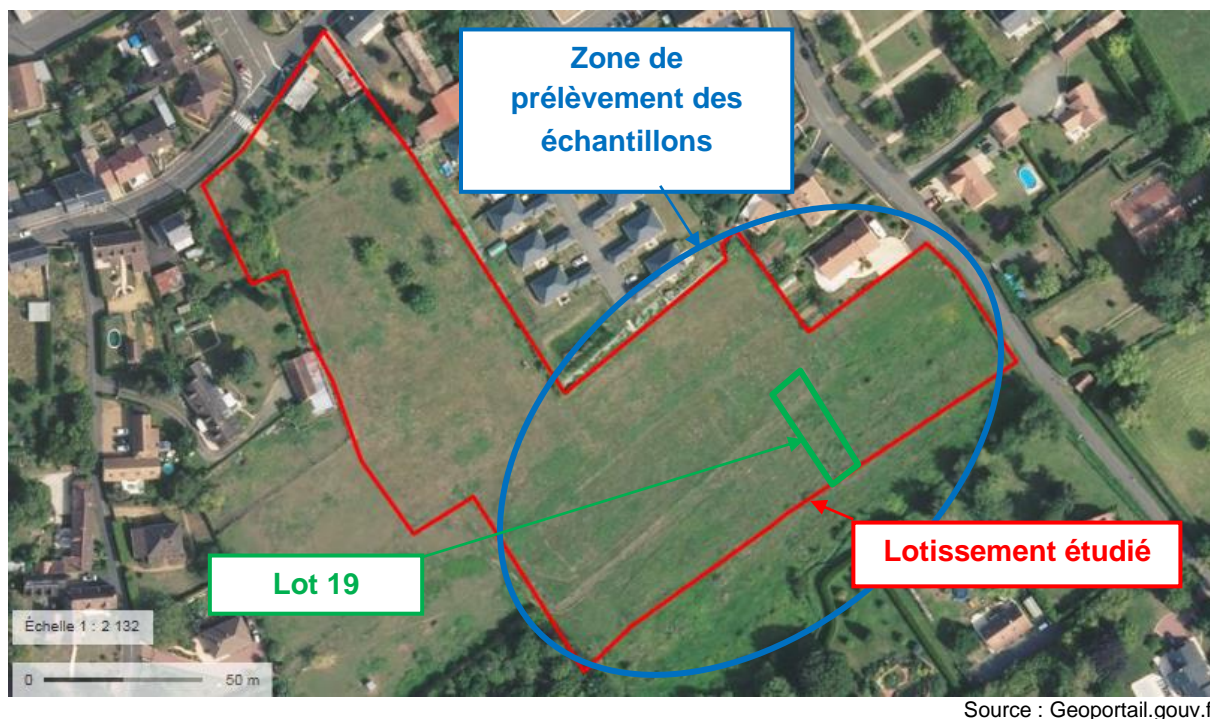 Zone de
prélèvement des
échantillons
Lotissement étudié
Lot 19
Échelle 1 : 2 132
0 50 m
Source : Geoportail.gouv.f